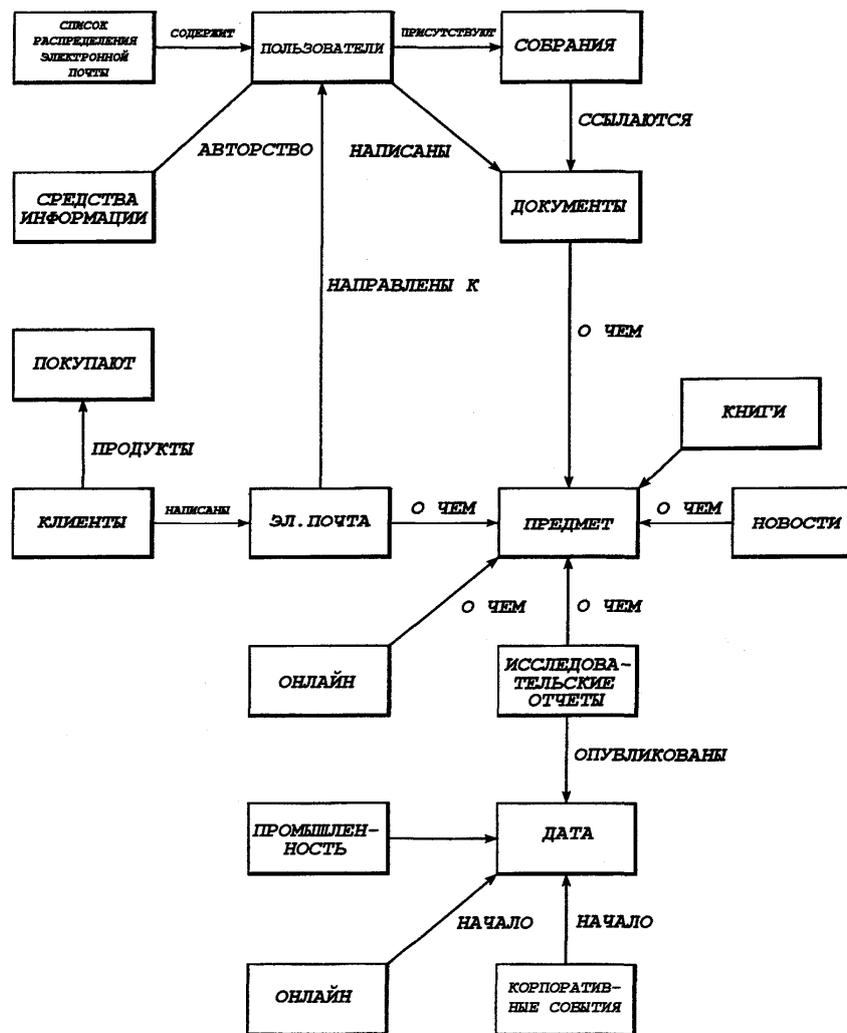 СПИСОК
РАСПРЕДЕЛЕНИЯ
ЭЛЕКТРОННОЙ
ПОЧТЫ
СОДЕРЖИТ
ПОЛЬЗОВАТЕЛИ
ПРИСУТСТВУЮТ
СОБРАНИЯ
ССЫЛАЮТСЯ
АВТОРСТВО
НАПИСАНЫ
СРЕДСТВА
ИНФОРМАЦИИ
ДОКУМЕНТЫ
НАПРАВЛЕНЫ К
О ЧЕМ
ПОКУПАЮТ
КНИГИ
ПРОДУКТЫ
КЛИЕНТЫ
НАПИСАНЫ
ЭЛ.ПОЧТА
О ЧЕМ
ПРЕДМЕТ
О ЧЕМ
НОВОСТИ
О ЧЕМ
О ЧЕМ
ОНЛАЙН
ИССЛЕДОВА-
ТЕЛЬСКИЕ
ОТЧЕТЫ
ОПУБЛИКОВАНЫ
ПРОМЫШЛЕН-
НОСТЬ
ДАТА
НАЧАЛО
НАЧАЛО
ОНЛАЙН
КОРПОРАТИВ-
НЫЕ СОБЫТИЯ